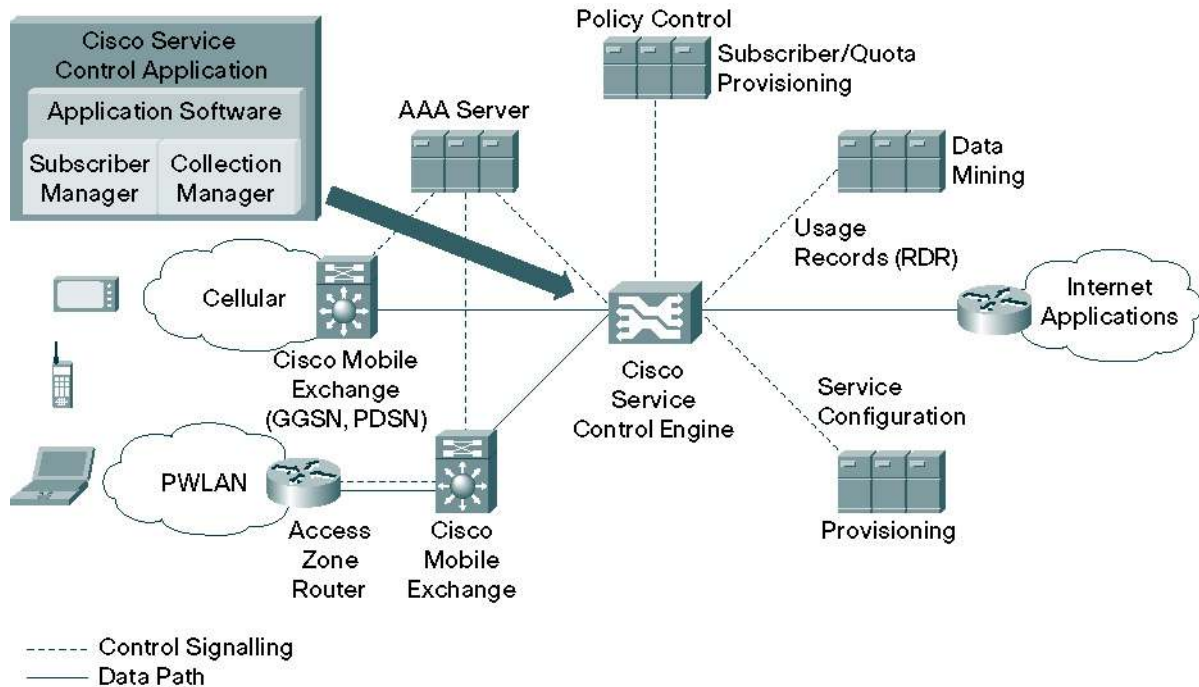 Cisco Service
Control Application
Application Software
Subscriber
Manager
Collection
Manager
Policy Control
Subscriber/Quota
Provisioning
AAA Server
Data
Mining
Usage
Records (RDR)
Cellular
Internet
Applications
Cisco Mobile
Exchange
(GGSN, PDSN)
Cisco
Service
Control Engine
Service
Configuration
PWLAN
Access
Zone
Router
Cisco
Mobile
Exchange
Provisioning
Control Signalling
Data Path